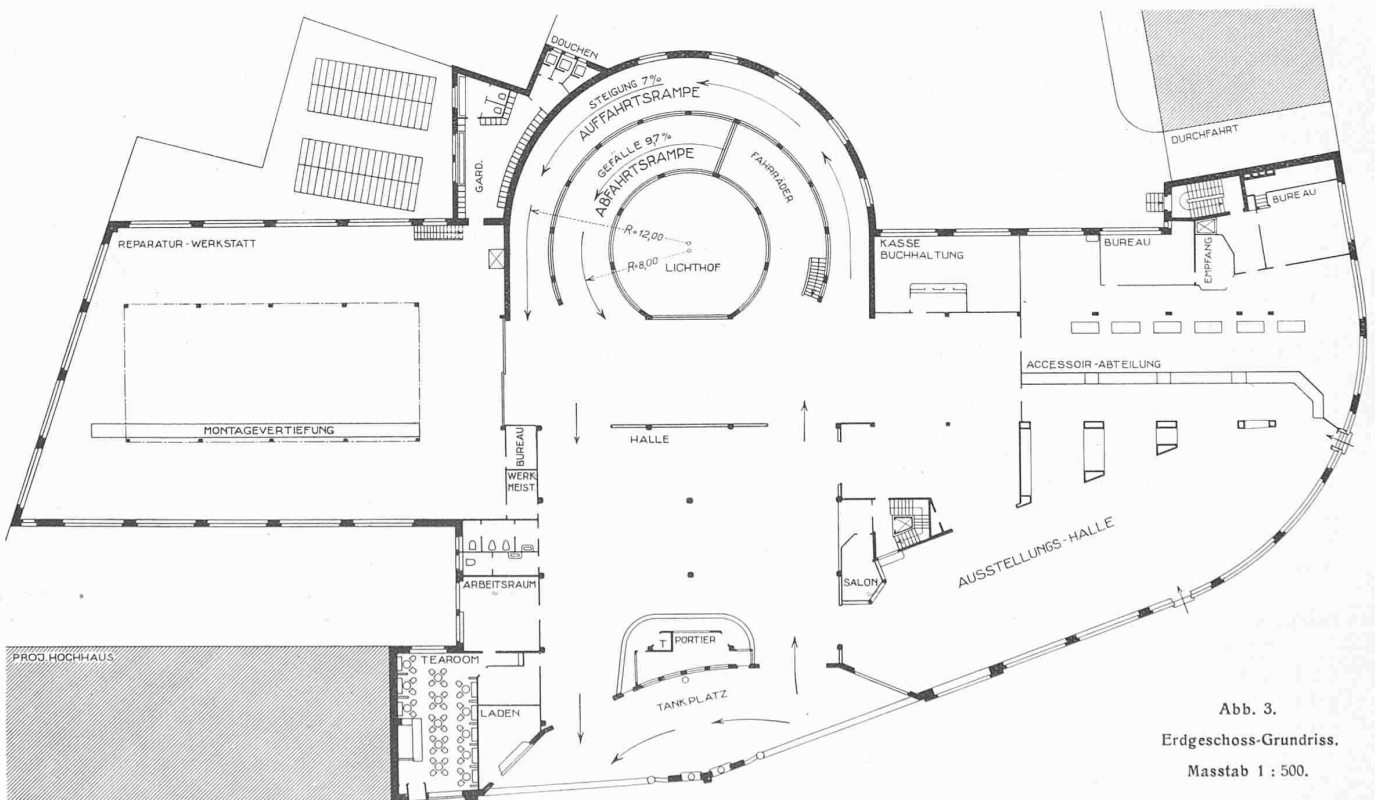 DOUCHEN
STEIGUNG 7%
AUFFAHRTSRAMPE
GEFÄLLE 9,7%
ABFAHRTSRAMPE
FAHRRÄDER
GARD.
R=12,00
R=8,00
LICHTHOF
DURCHFAHRT
BUREAU
REPARATUR-WERKSTATT
KASSE
BUCHHALTUNG
BUREAU
EMPFANG
ACCESSOIR-ABTEILUNG
MONTAGEVERTIEFUNG
BUREAU
HALLE
WERK
MEIST.
AUSSTELLUNGS-HALLE
ARBEITSRAUM
SALON
T
PORTIER
PROJ. HOCHHAUS
TEAROOM
LADEN
TANKPLATZ
Abb. 3.
Erdgeschoss-Grundriss.
Masstab 1 : 500.